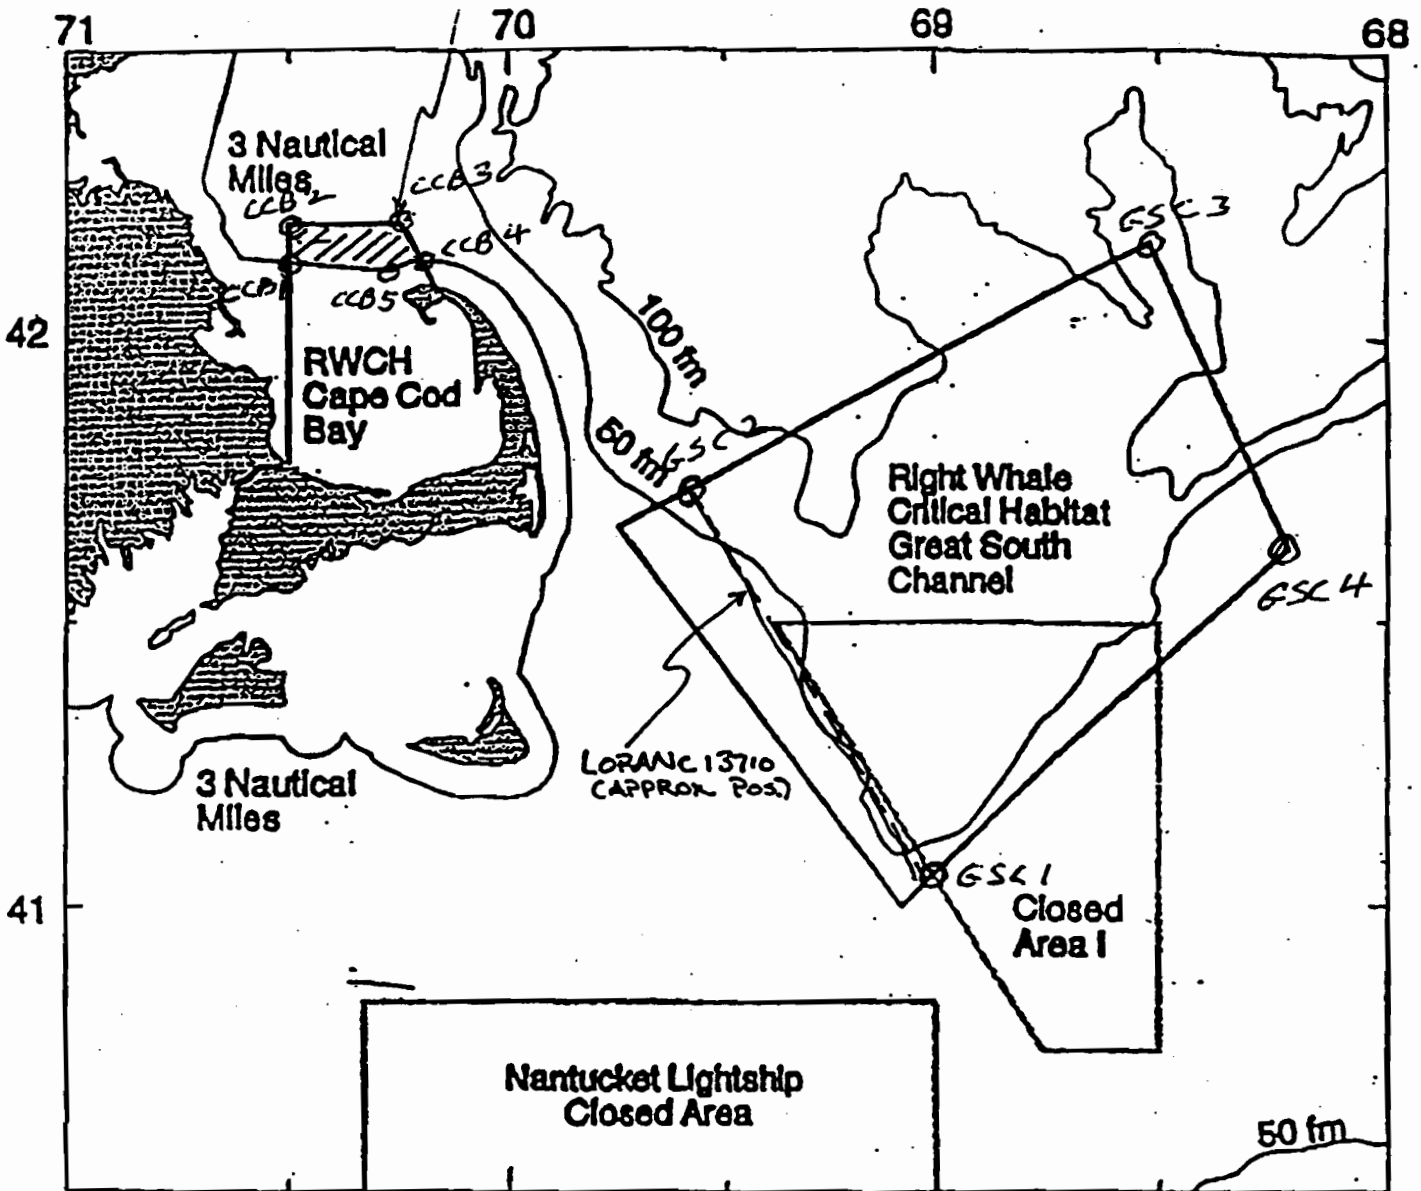 71
70
69
68
3 Nautical
Miles
CCB 2
CCB 3
CCB 4
CCB 1
CCB5
GSC 3
42
100 fm
RWCH
Cape Cod
Bay
50 fm
GSC 2
Right Whale
Critical Habitat
Great South
Channel
GSC 4
LORAN C 13710
(APPROX POS.)
3 Nautical
Miles
GSC 1
41
Closed
Area I
Nantucket Lightship
Closed Area
50 fm